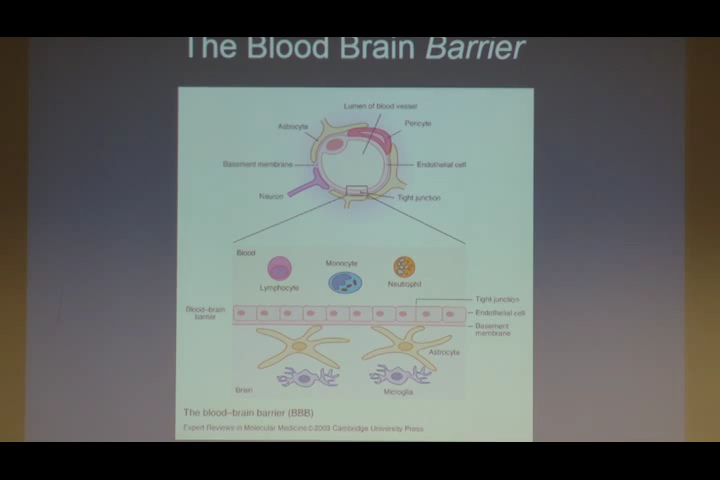 The Blood Brain Barrier
Lumen of blood vessel
Astrocyte
Pericyte
Basement membrane
Endothelial cell
Neuron
Tight junction
Blood
Monocyte
Lymphocyte
Neutrophil
Tight junction
Blood–brain
barrier
Endothelial cell
Basement
membrane
Astrocyte
Brain
Microglia
The blood–brain barrier (BBB)
Expert Reviews in Molecular Medicine©2003 Cambridge University Press